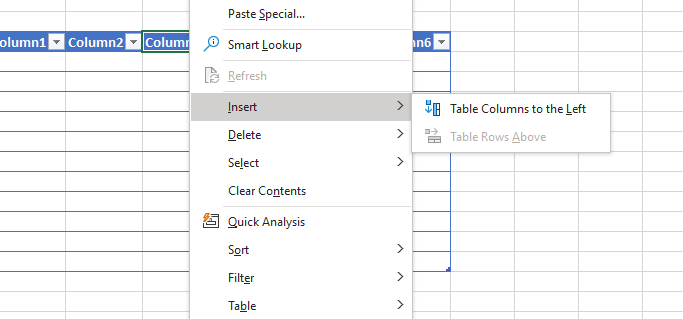 Paste Special...
Smart Lookup
olumn1 Column2 Column nn6
Refresh
Insert
Table Columns to the Left
Delete
Table Rows Above
Select
Clear Contents
Quick Analysis
Sort
Filter
Table